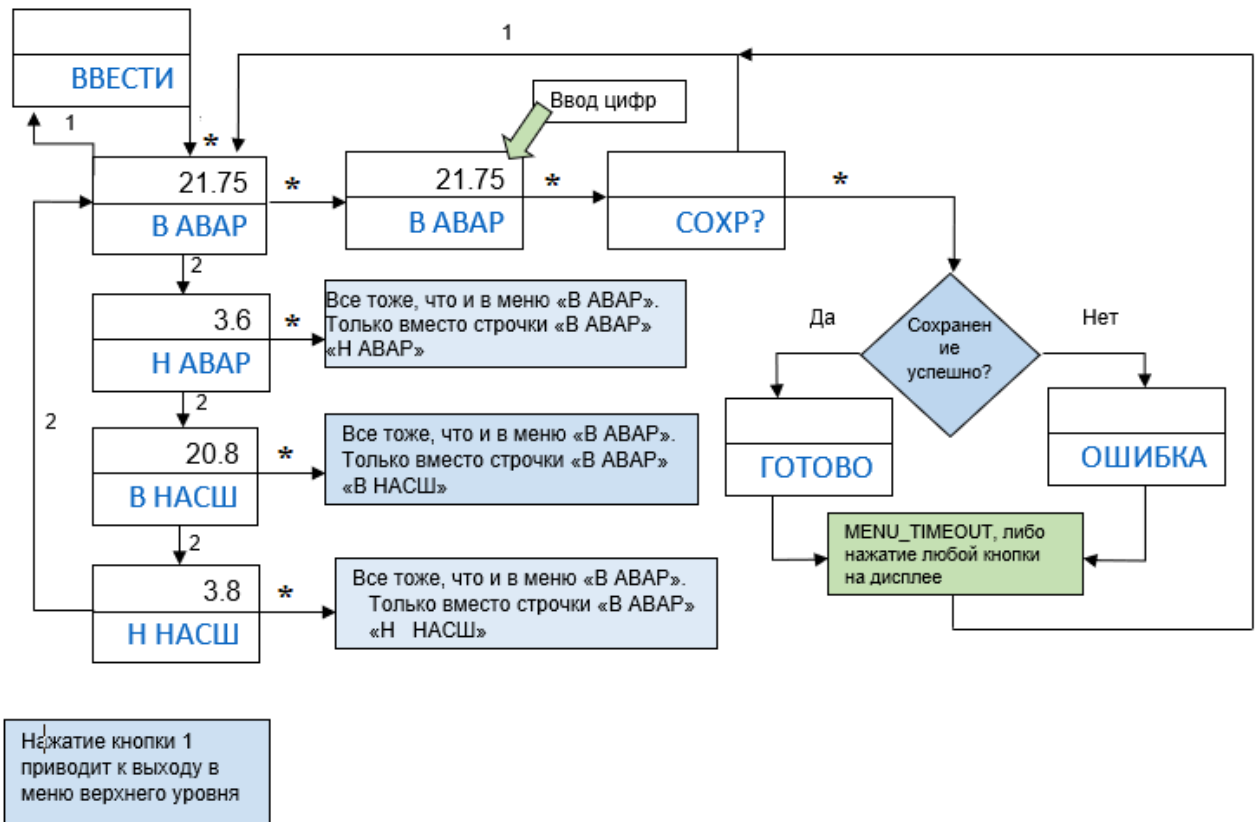 1
ВВЕСТИ
Ввод цифр
1
*
21.75
*
21.75
*
*
В АВАР
В АВАР
СОХР?
2
Все тоже, что и в меню «В АВАР».
Только вместо строчки «В АВАР»
«Н АВАР»
3.6
*
Н АВАР
Да
Сохранен
ие
успешно?
Нет
2
2
Все тоже, что и в меню «В АВАР».
Только вместо строчки «В АВАР»
«В НАСШ»
20.8
*
В НАСШ
ГОТОВО
ОШИБКА
2
MENU_TIMEOUT, либо
нажатие любой кнопки
на дисплее
Все тоже, что и в меню «В АВАР».
Только вместо строчки «В АВАР»
«Н НАСШ»
3.8
*
Н НАСШ
Нажатие кнопки 1
приводит к выходу в
меню верхнего уровня